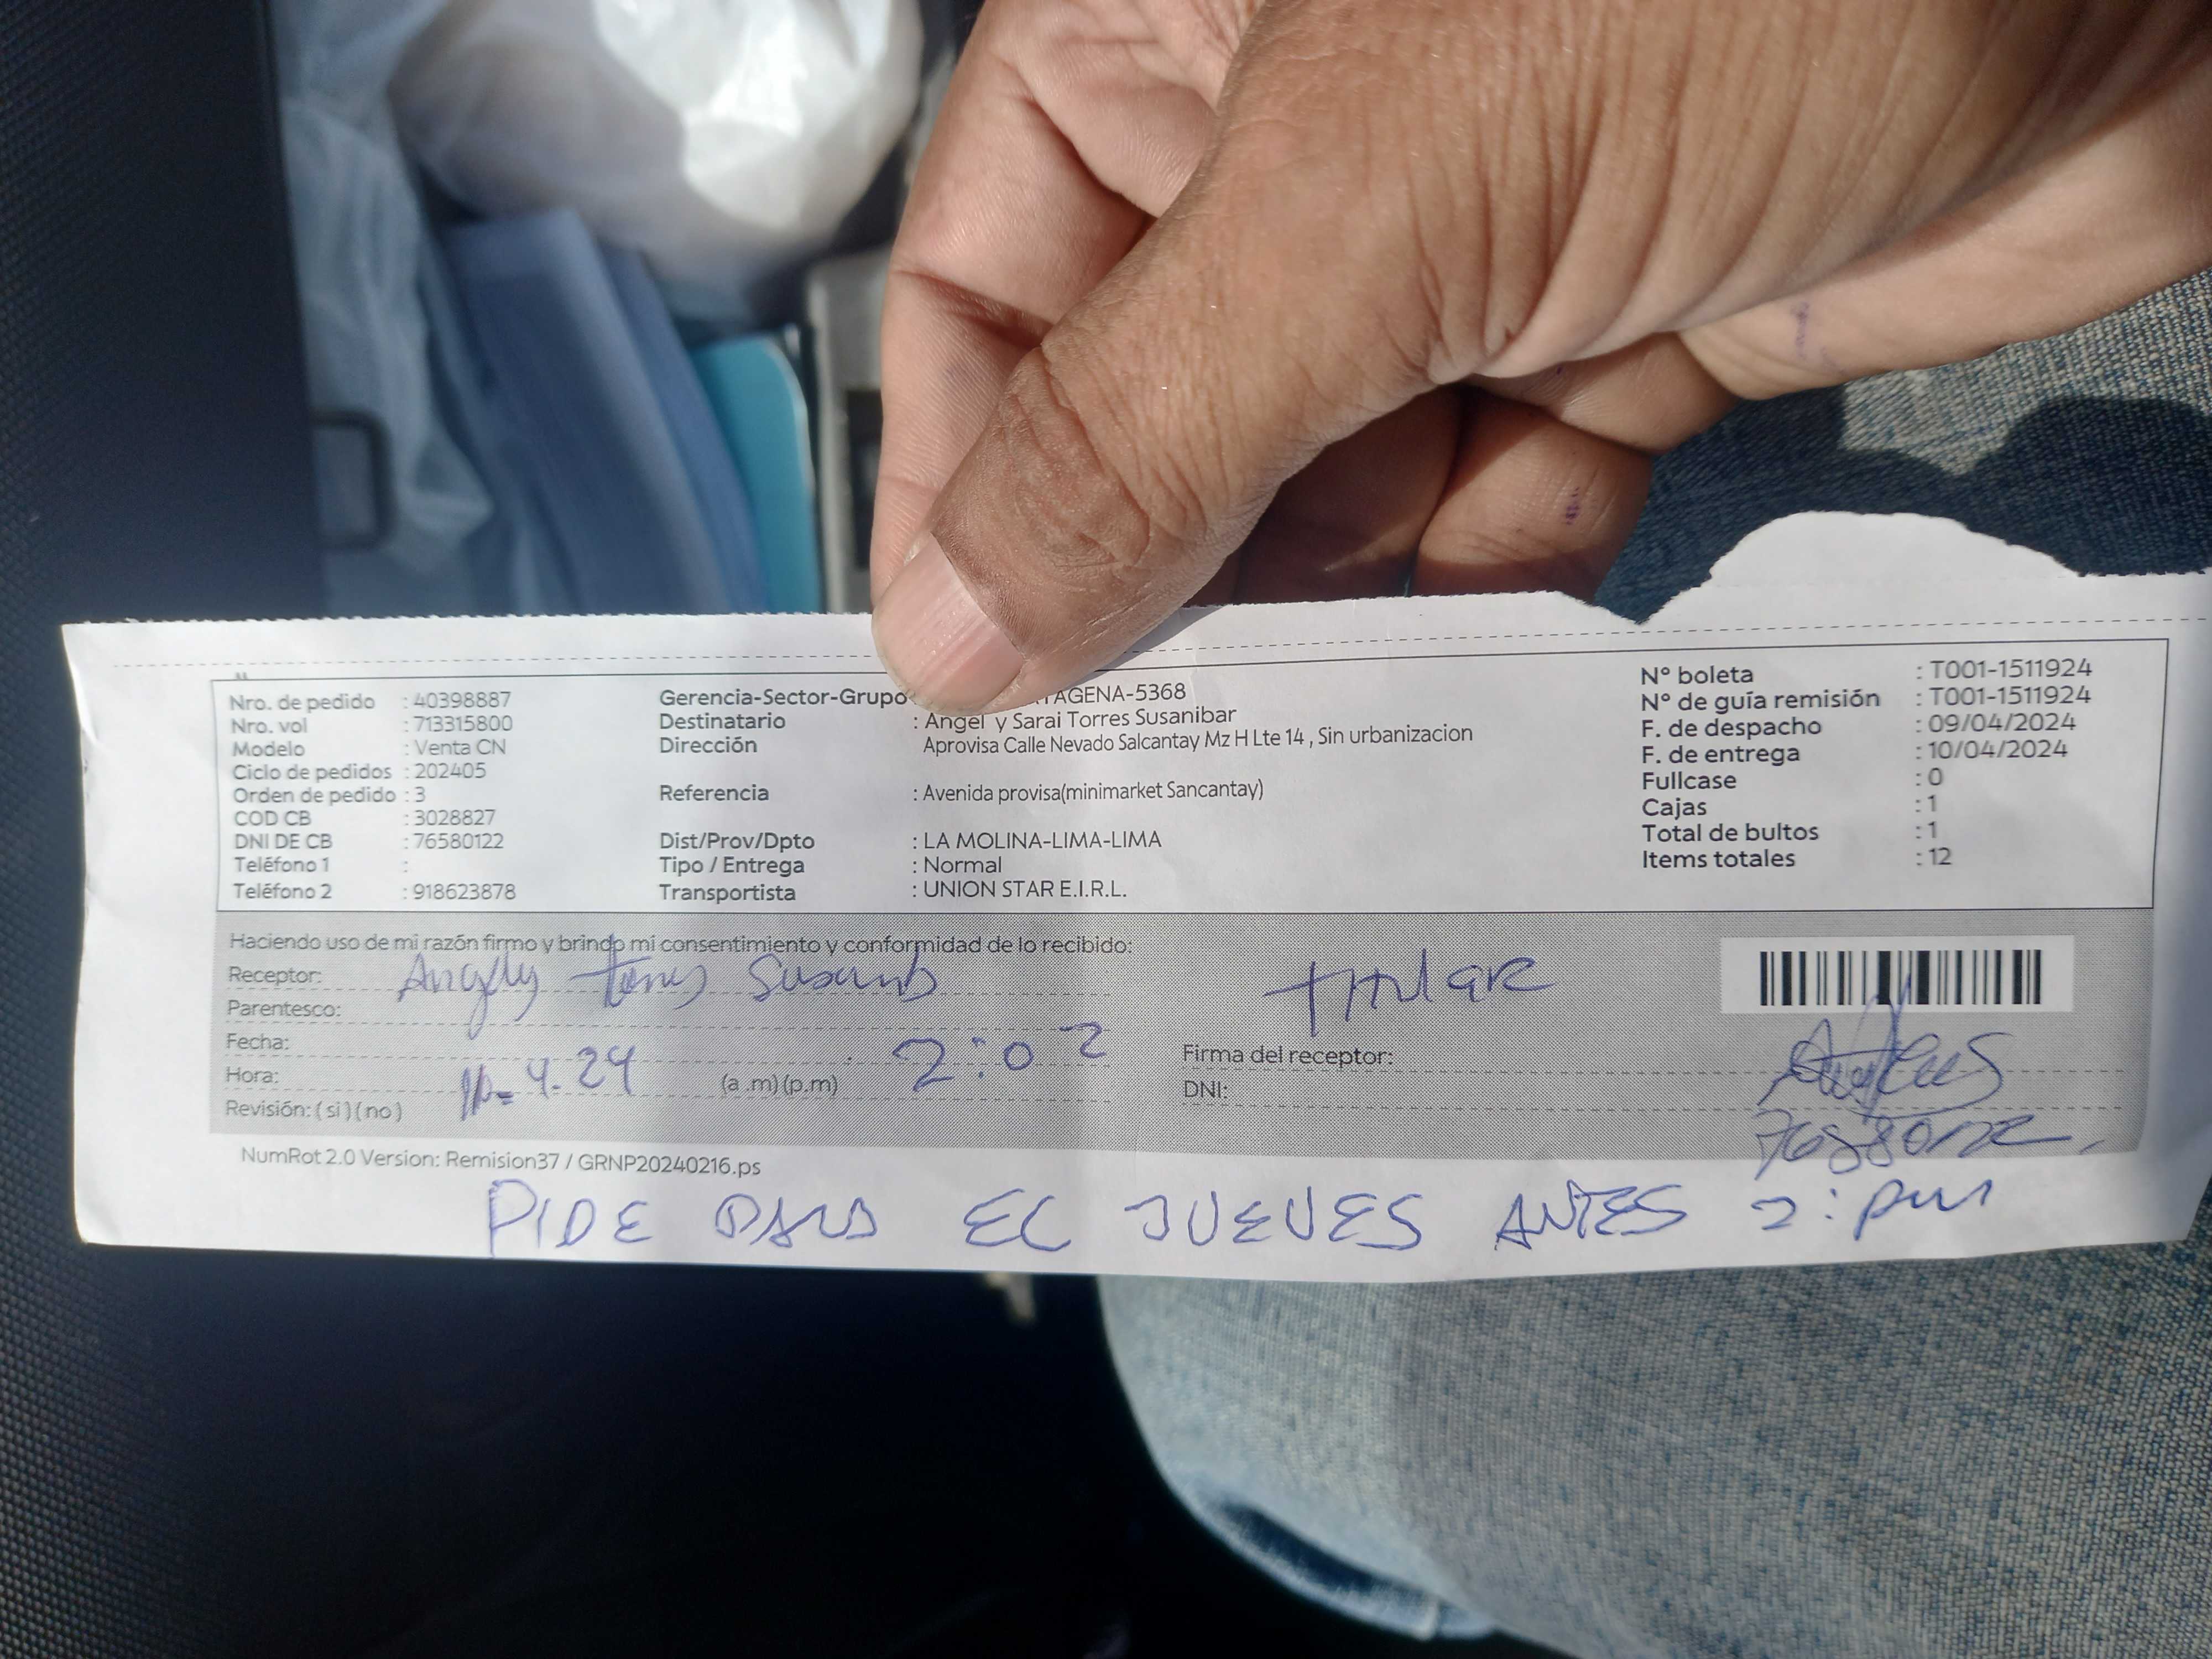 Nro. de pedido : 40398887
Nro. vol : 713315800
Modelo : Venta CN
Ciclo de pedidos : 202405
Orden de pedido : 3
COD CB : 3028827
DNI DE CB : 76580122
Teléfono 1 :
Teléfono 2 : 918623878
Gerencia-Sector-Grupo TAGENA-5368
Destinatario : Angel y Sarai Torres Susanibar
Dirección Aprovisa Calle Nevado Salcantay Mz H Lte 14 , Sin urbanizacion
Referencia : Avenida provisa(minimarket Sancantay)
Dist/Prov/Dpto : LA MOLINA-LIMA-LIMA
Tipo / Entrega : Normal
Transportista : UNION STAR E.I.R.L.
N° boleta : T001-1511924
N° de guía remisión : T001-1511924
F. de despacho : 09/04/2024
F. de entrega : 10/04/2024
Fullcase : 0
Cajas : 1
Total de bultos : 1
Items totales : 12
Haciendo uso de mi razón firmo y brindo mi consentimiento y conformidad de lo recibido:
Receptor:
Parentesco: titular
Fecha: 4.24
Hora: (a .m) (p.m) 2:02
Revisión: ( si ) ( no )
Firma del receptor:
DNI:
NumRot 2.0 Version: Remision37 / GRNP20240216.ps
PIDE EL JUEVES ANTES 2:pm